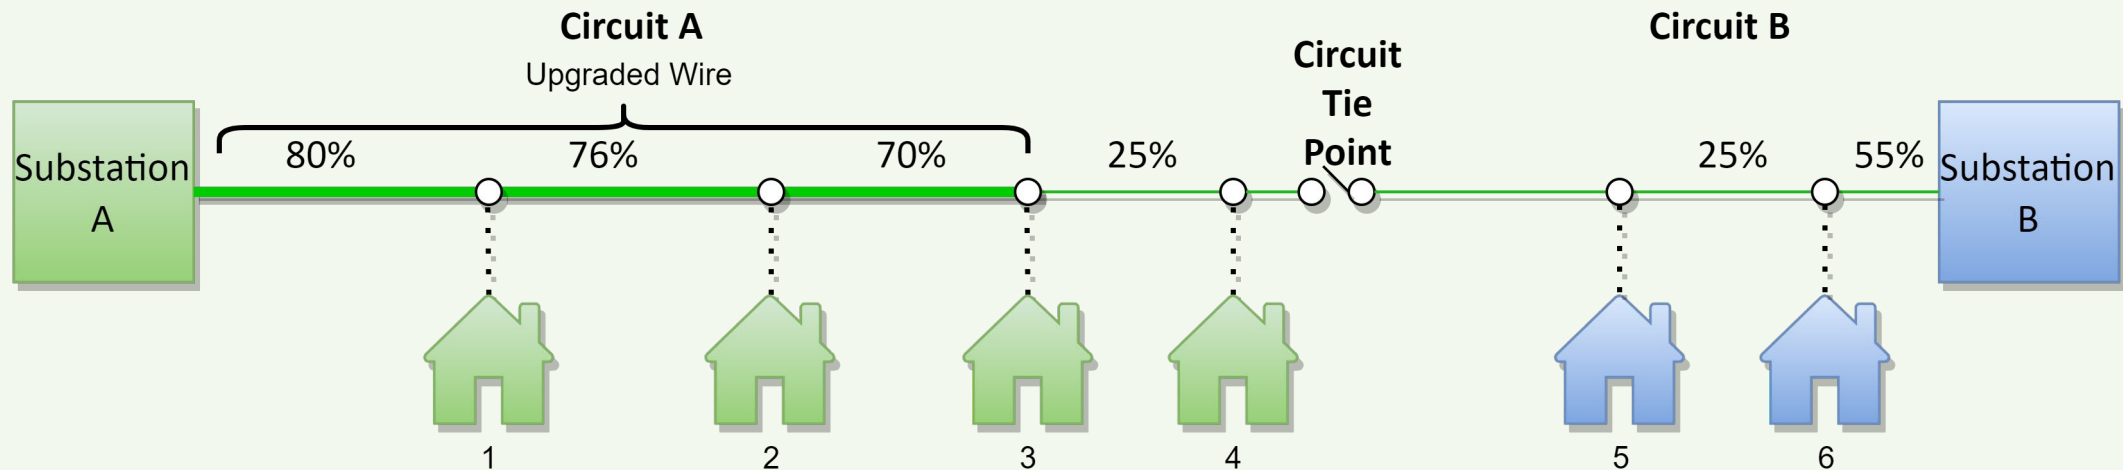 Circuit A
Upgraded Wire
Circuit
Tie
Point
Circuit B
Substation
A
80%
76%
70%
25%
25%
55%
Substation
B
1
2
3
4
5
6